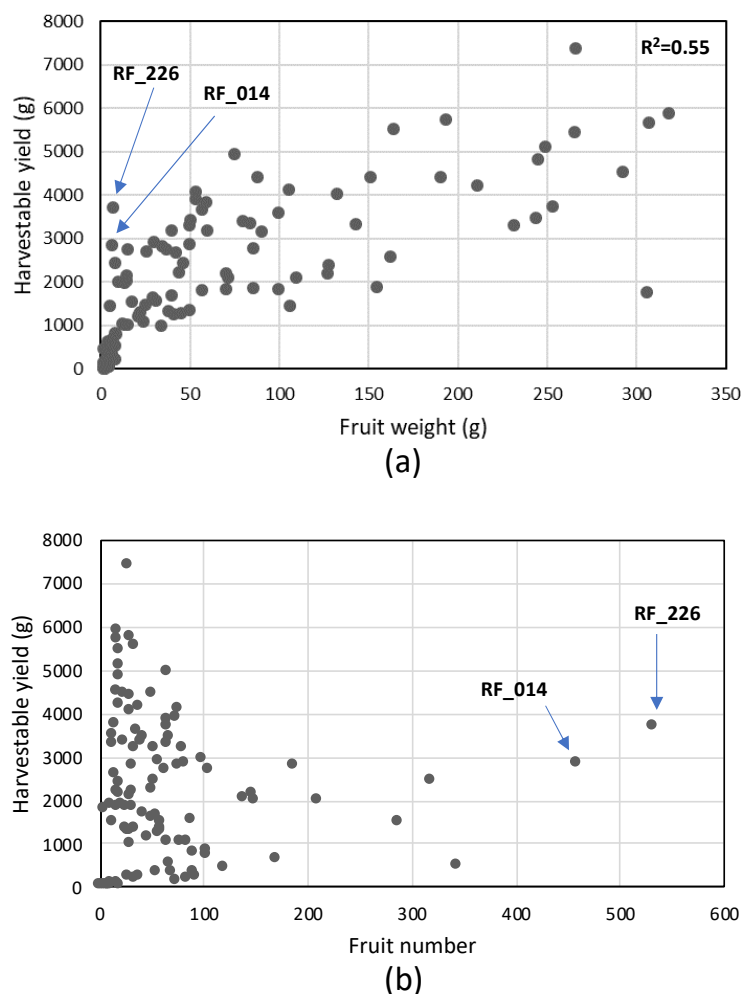 8000
R²=0.55
7000
RF_226
RF_014
6000
5000
4000
3000
2000
1000
0
Harvestable yield (g)
0 50 100 150 200 250 300 350
Fruit weight (g)
(a)
8000
7000
6000
RF_226
5000
RF_014
4000
3000
2000
1000
0
Harvestable yield (g)
0 100 200 300 400 500 600
Fruit number
(b)